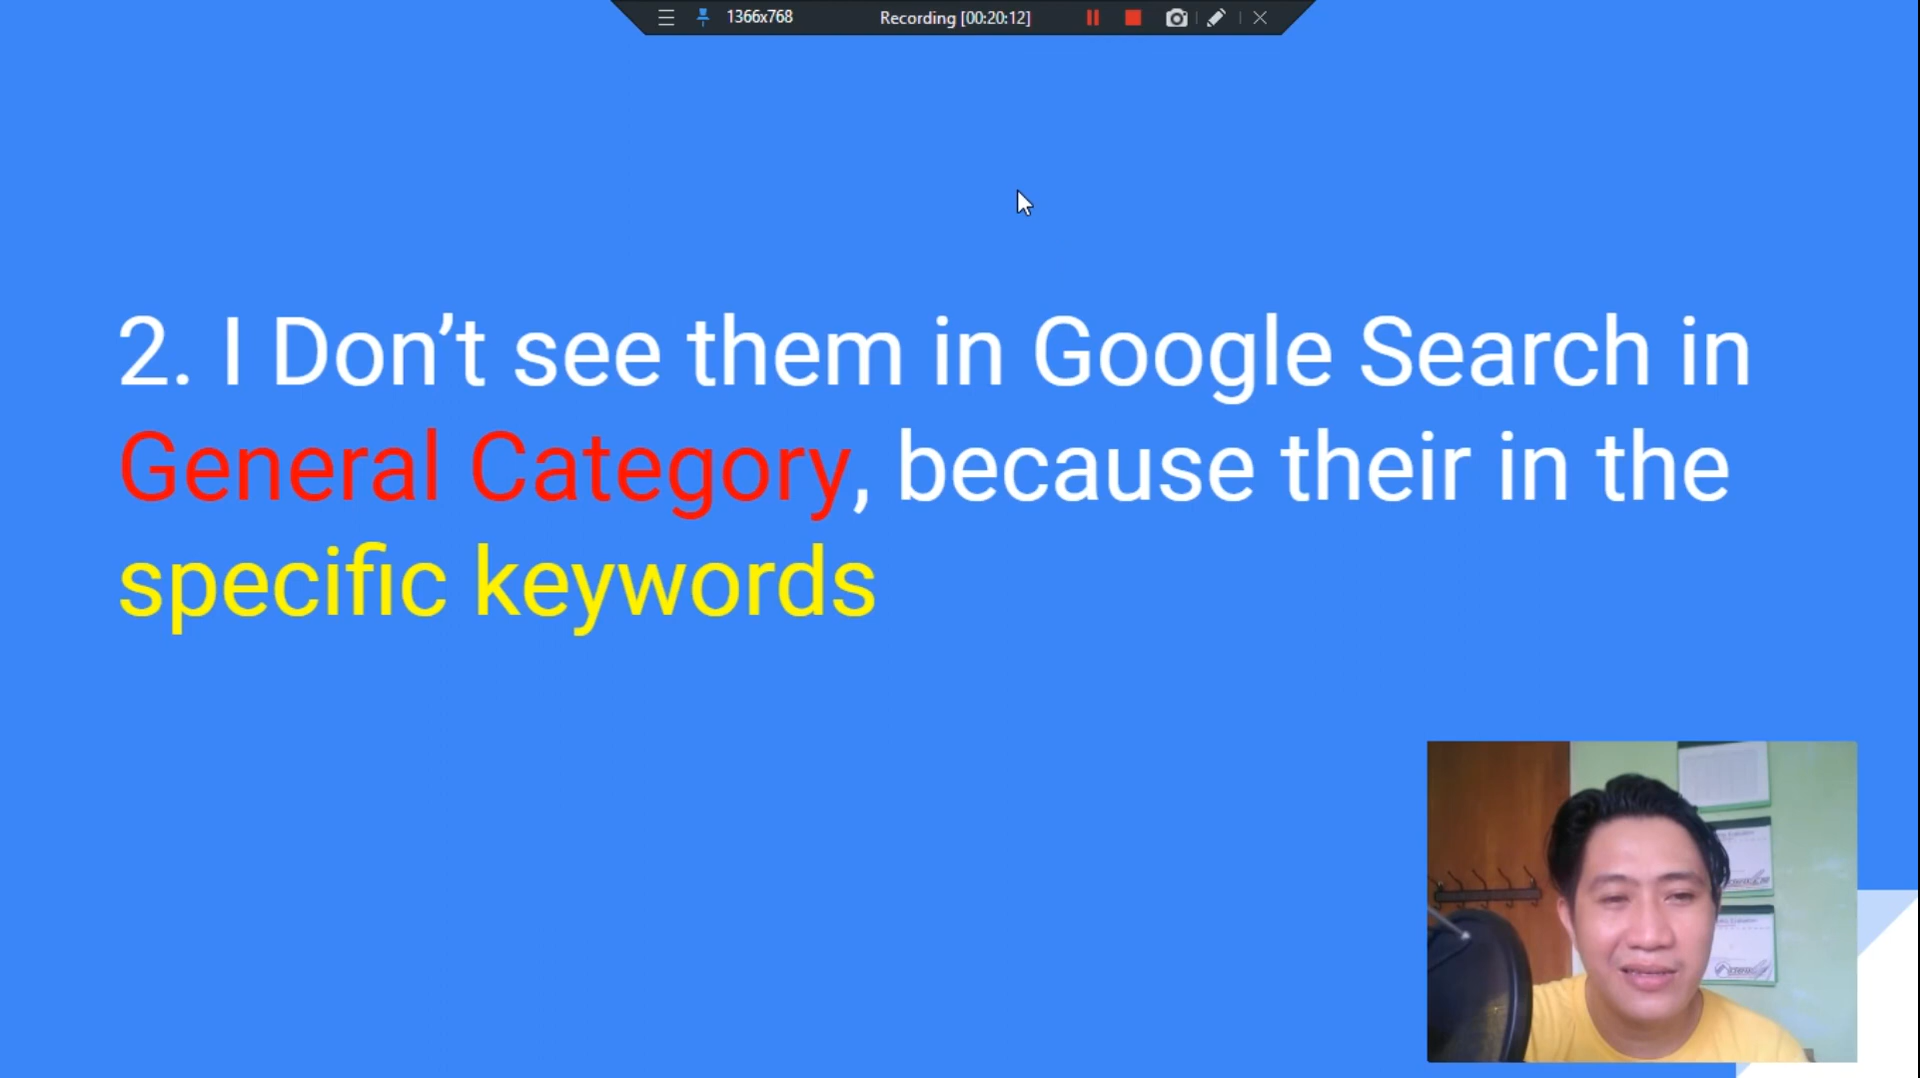 1366x768
Recording [00:20:12]
2. I Don’t see them in Google Search in
General Category, because their in the
specific keywords